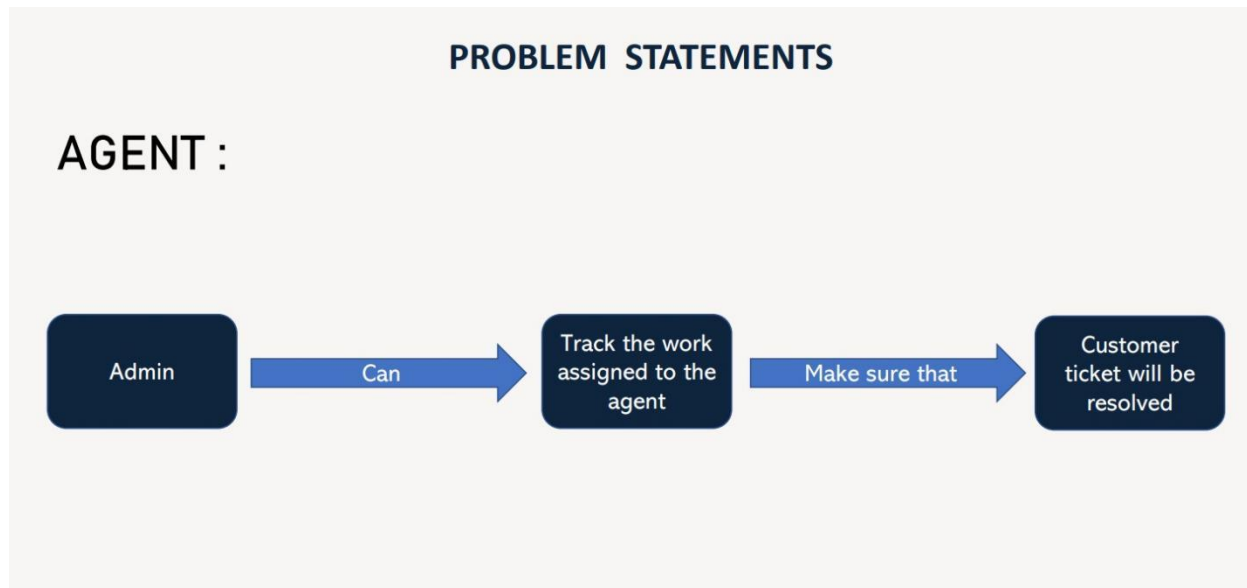 PROBLEM STATEMENTS
AGENT :
Admin
Can
Track the work
assigned to the
agent
Make sure that
Customer
ticket will be
resolved